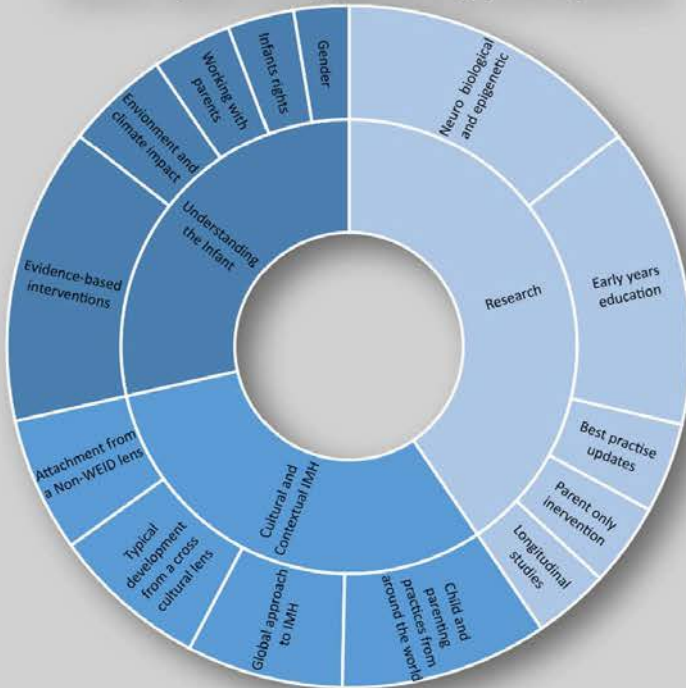 Neuro biological
and epigenetic
Early years
education
Best practise
updates
Parent only
inervention
Longitudinal
studies
Child and
parenting
practices from
around the world
Global approach
to IMH
Typical
development
from a cross
cultural lens
Attachment from
a Non-WEID lens
Evidence-based
interventions
Envionment and
climate impact
Working with
parents
Infants rights
Gender
Research
Cultural and
Contextual IMH
Understanding
the Infant